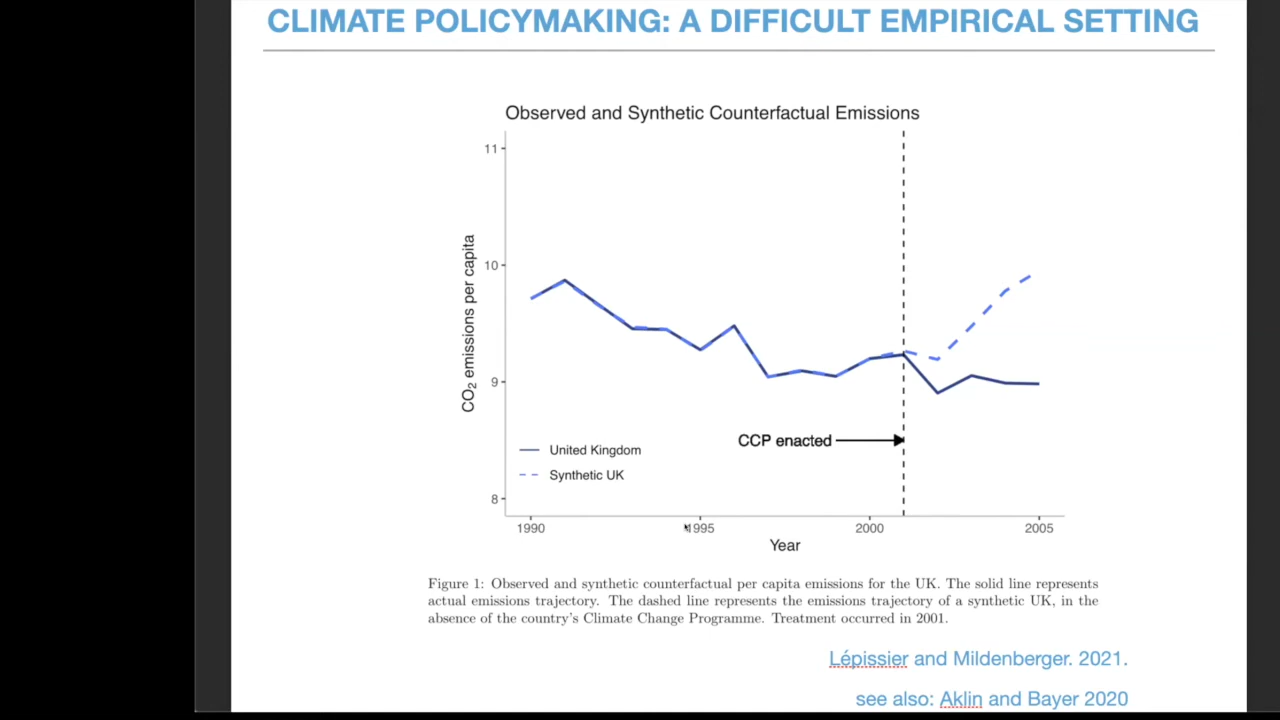 CLIMATE POLICYMAKING: A DIFFICULT EMPIRICAL SETTING
Observed and Synthetic Counterfactual Emissions
11
10
9
8
CO2 emissions per capita
CCP enacted
United Kingdom
Synthetic UK
1990 1995 2000 2005
Year
Figure 1: Observed and synthetic counterfactual per capita emissions for the UK. The solid line represents
actual emissions trajectory. The dashed line represents the emissions trajectory of a synthetic UK, in the
absence of the country's Climate Change Programme. Treatment occurred in 2001.
Lépissier and Mildenberger. 2021.
see also: Aklin and Bayer 2020